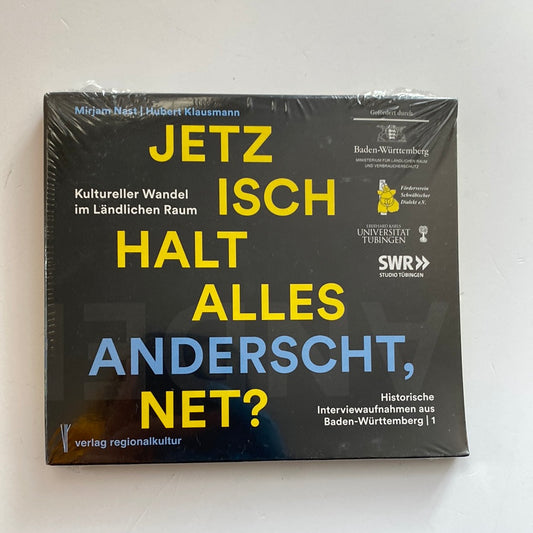 Mirjam Nast | Hubert Klausmann
JETZ
ISCH
HALT
ALLES
ANDERSCHT,
NET?
Kultureller Wandel
im Ländlichen Raum
Gefördert durch
Baden-Württemberg
MINISTERIUM FÜR LÄNDLICHEN RAUM
UND VERBRAUCHERSCHUTZ
Förderverein
Schwäbischer
Dialekt e.V.
EBERHARD KARLS
UNIVERSITÄT
TÜBINGEN
SWR
STUDIO TÜBINGEN
Historische
Interviewaufnahmen aus
Baden-Württemberg | 1
verlag regionalkultur